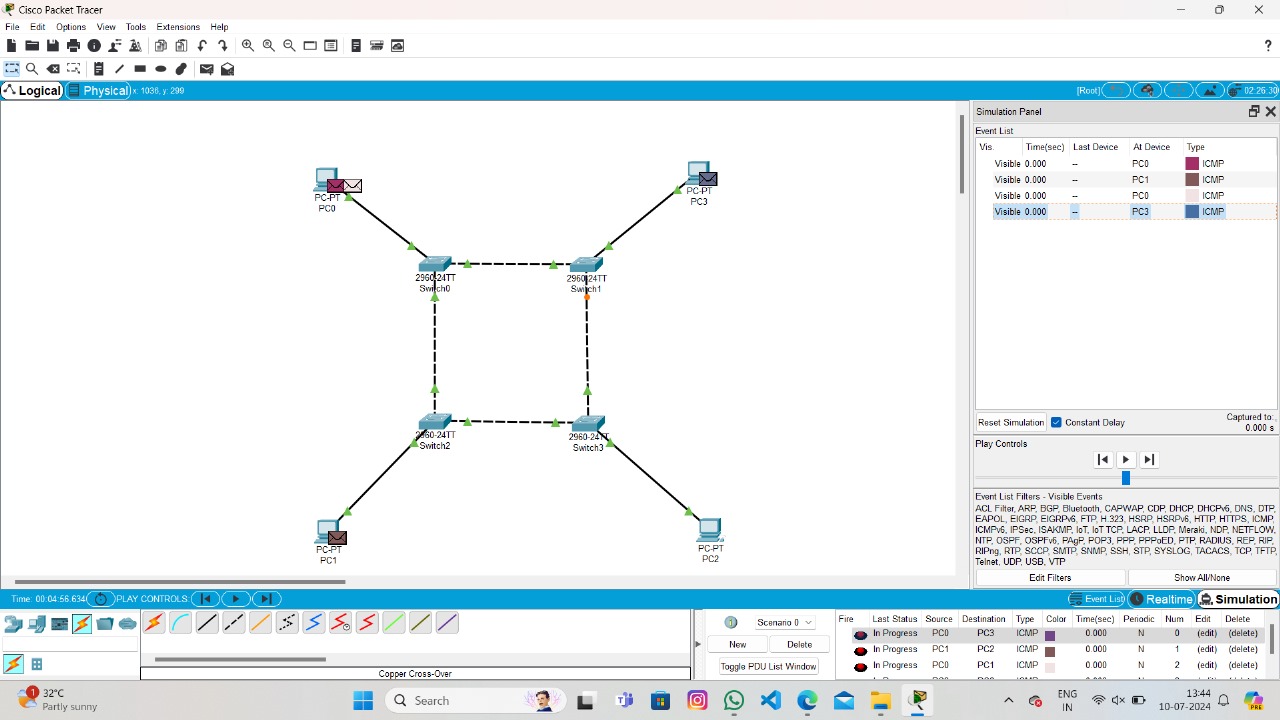 Cisco Packet Tracer
File Edit Options View Tools Extensions Help
?
Logical Physical x: 1036, y: 299 [Root] 02:26:30
Simulation Panel
Event List
Vis. Time(sec) Last Device At Device Type
Visible 0.000 -- PC0 ICMP
Visible 0.000 -- PC1 ICMP
Visible 0.000 -- PC0 ICMP
Visible 0.000 -- PC3 ICMP
PC-PT
PC0
PC-PT
PC3
2960-24TT
Switch0
2960-24TT
Switch1
2960-24TT
Switch2
2960-24TT
Switch3
PC-PT
PC1
PC-PT
PC2
Reset Simulation Constant Delay Captured to:
0.000 s
Play Controls
Event List Filters - Visible Events
ACL Filter, ARP, BGP, Bluetooth, CAPWAP, CDP, DHCP, DHCPv6, DNS, DTP,
EAPOL, EIGRP, EIGRPv6, FTP, H.323, HSRP, HSRPv6, HTTP, HTTPS, ICMP,
ICMPv6, IPSec, ISAKMP, IoT, IoT TCP, LACP, LLDP, Meraki, NDP, NETFLOW,
NTP, OSPF, OSPFv6, PAgP, POP3, PPP, PPPoED, PTP, RADIUS, REP, RIP,
RIPng, RTP, SCCP, SMTP, SNMP, SSH, STP, SYSLOG, TACACS, TCP, TFTP,
Telnet, UDP, USB, VTP
Edit Filters Show All/None
Time: 00:04:56.634 PLAY CONTROLS: Event List Realtime Simulation
Scenario 0
New Delete
Toggle PDU List Window
Copper Cross-Over
Fire Last Status Source Destination Type Color Time(sec) Periodic Num Edit Delete
In Progress PC0 PC3 ICMP 0.000 N 0 (edit) (delete)
In Progress PC1 PC2 ICMP 0.000 N 1 (edit) (delete)
In Progress PC0 PC1 ICMP 0.000 N 2 (edit) (delete)
1
32°C
Partly sunny
Search
ENG
IN
13:44
10-07-2024
PRE